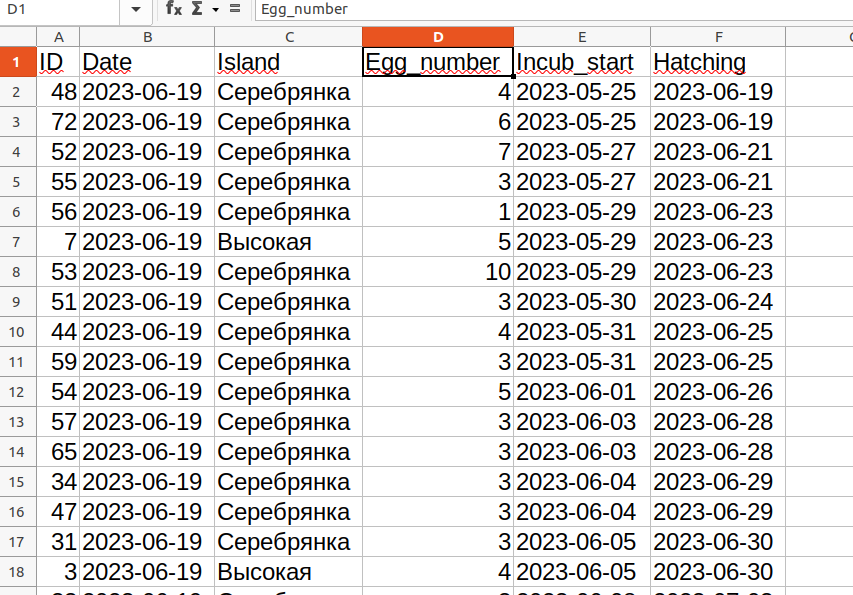 D1 fx Σ = Egg_number
A B C D E F
1 ID Date Island Egg_number Incub_start Hatching
2 48 2023-06-19 Серебрянка 4 2023-05-25 2023-06-19
3 72 2023-06-19 Серебрянка 6 2023-05-25 2023-06-19
4 52 2023-06-19 Серебрянка 7 2023-05-27 2023-06-21
5 55 2023-06-19 Серебрянка 3 2023-05-27 2023-06-21
6 56 2023-06-19 Серебрянка 1 2023-05-29 2023-06-23
7 7 2023-06-19 Высокая 5 2023-05-29 2023-06-23
8 53 2023-06-19 Серебрянка 10 2023-05-29 2023-06-23
9 51 2023-06-19 Серебрянка 3 2023-05-30 2023-06-24
10 44 2023-06-19 Серебрянка 4 2023-05-31 2023-06-25
11 59 2023-06-19 Серебрянка 3 2023-05-31 2023-06-25
12 54 2023-06-19 Серебрянка 5 2023-06-01 2023-06-26
13 57 2023-06-19 Серебрянка 3 2023-06-03 2023-06-28
14 65 2023-06-19 Серебрянка 3 2023-06-03 2023-06-28
15 34 2023-06-19 Серебрянка 3 2023-06-04 2023-06-29
16 47 2023-06-19 Серебрянка 3 2023-06-04 2023-06-29
17 31 2023-06-19 Серебрянка 3 2023-06-05 2023-06-30
18 3 2023-06-19 Высокая 4 2023-06-05 2023-06-30